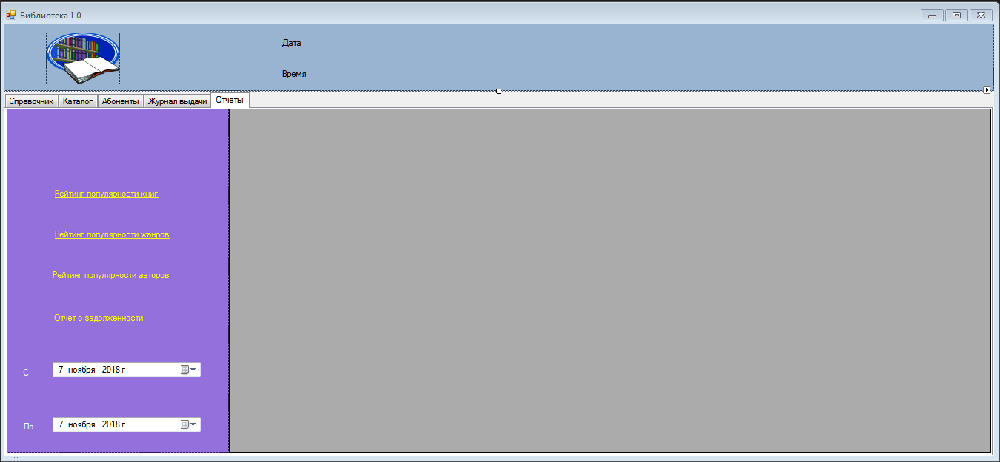 Библиотека 1.0
Дата
Время
Справочник Каталог Абоненты Журнал выдачи Отчеты
Рейтинг популярности книг
Рейтинг популярности жанров
Рейтинг популярности авторов
Отчет о задолженности
С 7 ноября 2018 г.
По 7 ноября 2018 г.